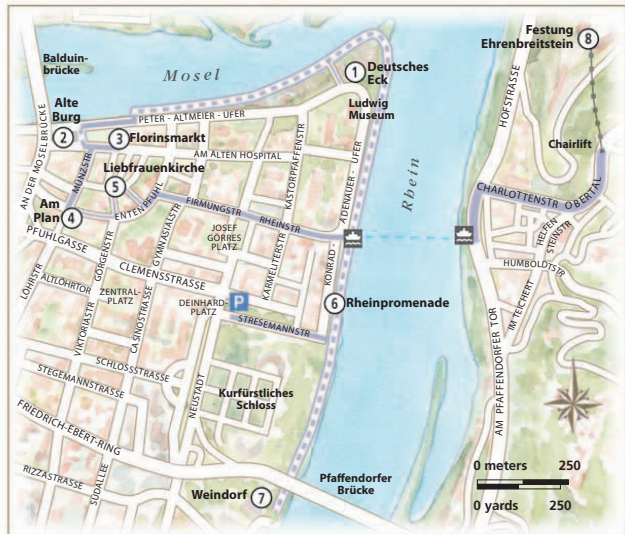 Festung
Ehrenbreitstein
8
Balduin-
brücke
Mosel
1
Deutsches
Eck
Ludwig
Museum
HOFSTRASSE
Alte
Burg
2
3
Florinsmarkt
PETER - ALTMEIER - UFER
Chairlift
AN DER MOSELBRÜCKE
MÜNZSTR
Liebfrauenkirche
5
AM ALTEN HOSPITAL
KASTORPFAFFENSTR
KONRAD - ADENAUER - UFER
Rhein
CHARLOTTENSTR
OBERTAL
Am
Plan
4
ENTENPFUHL
FIRMUNGSTR
RHEINSTR
HELFEN
STEINSTR
PFUHLGASSE
GÖRGENSTR
GYMNASIALSTR
JOSEF
GÖRRES
PLATZ
KARMELITERSTR
HUMBOLDTSTR
LÖHRSTR
ALTLÖHRTOR
CLEMENSSTRASSE
ZENTRAL-
PLATZ
DEINHARD-
PLATZ
P
6
Rheinpromenade
IM TEICHERT
VIKTORIASTR
CASINOSTRASSE
STRESEMANNSTR
AM PFAFFENDORFER TOR
SCHLOSSSTRASSE
STEGEMANNSTRASSE
NEUSTADT
Kurfürstliches
Schloss
FRIEDRICH-EBERT-RING
RIZZASTRASSE
SÜDALLEE
Weindorf
7
Pfaffendorfer
Brücke
0 meters 250
0 yards 250